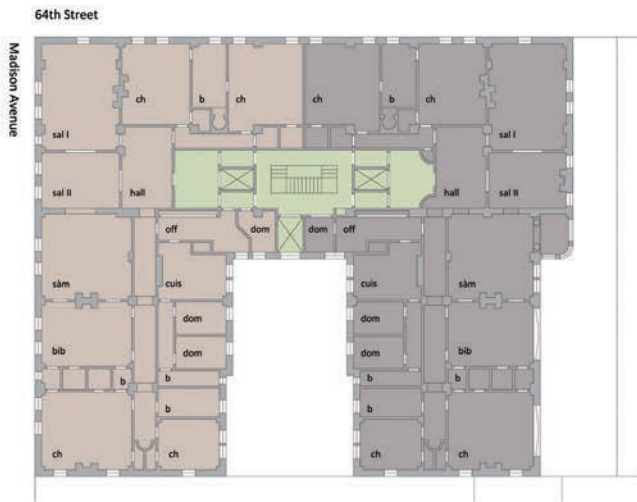 64th Street
Madison Avenue
ch b ch ch b ch
sal I sal I
sal II hall hall sal II
off dom dom off
sàm cuis cuis sàm
dom dom
bib dom dom bib
b b b b
b b
ch ch ch ch